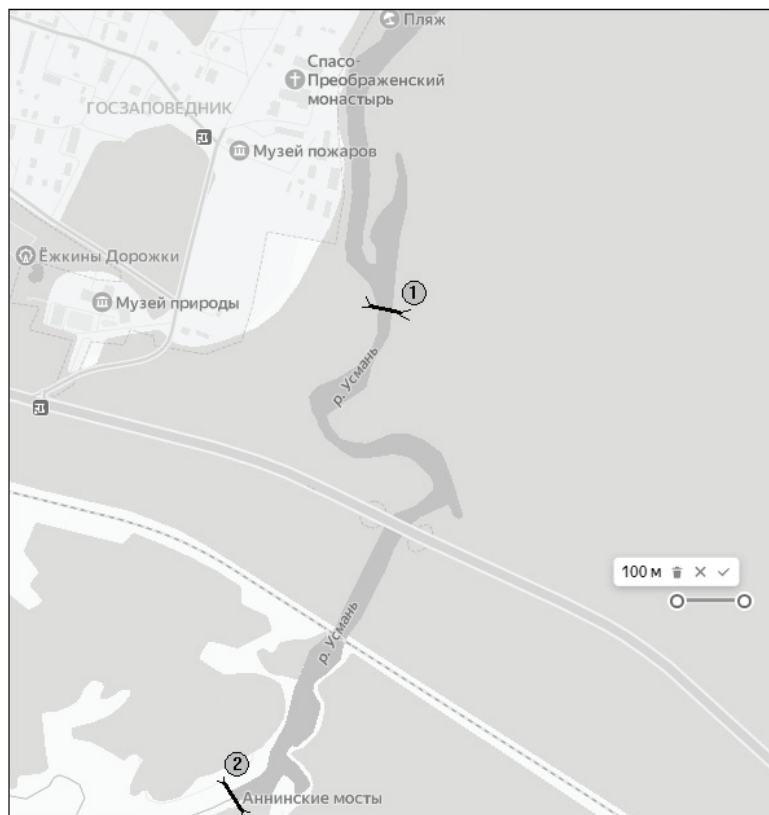 Пляж
Спасо-
Преображенский
монастырь
ГОСЗАПОВЕДНИК
Музей пожаров
Ёжкины Дорожки
1
Музей природы
р. Усмань
100 м
р. Усмань
2
Аннинские мосты